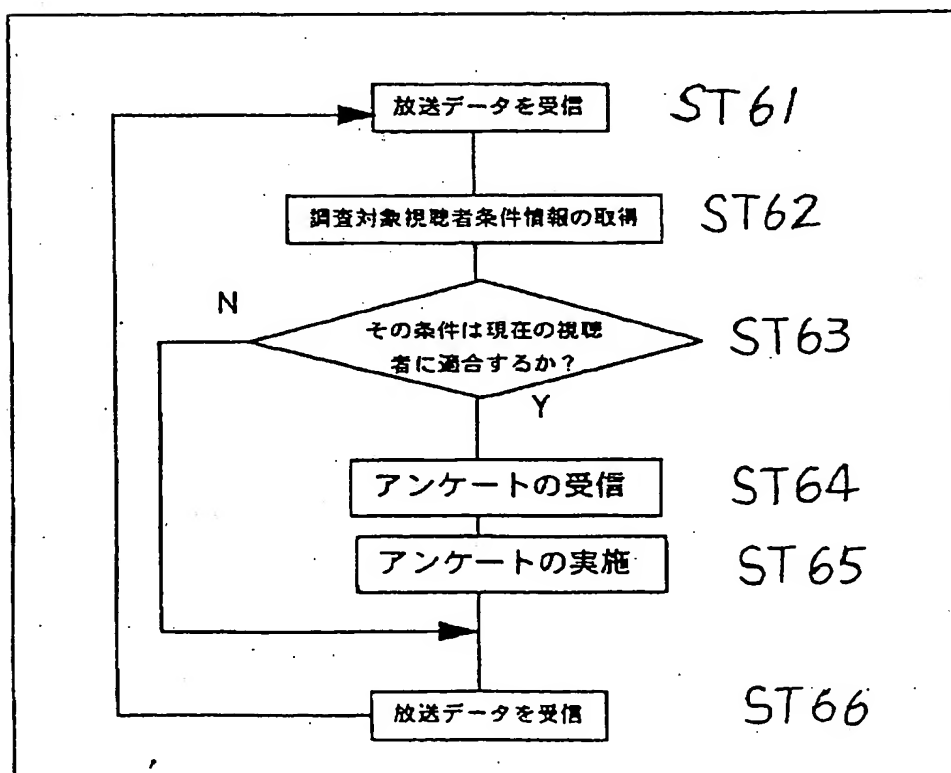 放送データを受信 ST61
調査対象視聴者条件情報の取得 ST62
N
その条件は現在の視聴
者に適合するか？ ST63
Y
アンケートの受信 ST64
アンケートの実施 ST65
放送データを受信 ST66